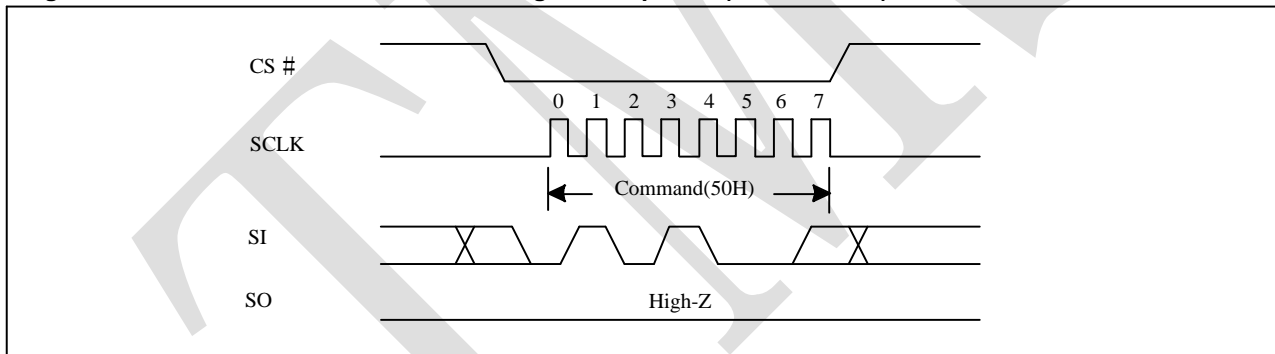 CS #
0 1 2 3 4 5 6 7
SCLK
Command(50H)
SI
SO
High-Z